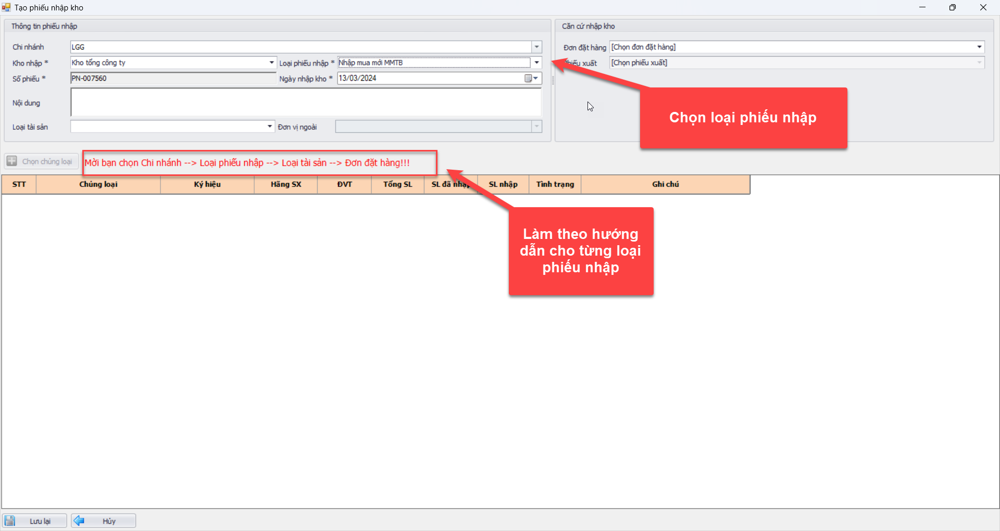 Tạo phiếu nhập kho
Thông tin phiếu nhập
Chi nhánh LGG
Kho nhập * Kho tổng công ty Loại phiếu nhập * Nhập mua mới MMTB
Số phiếu * PN-007560 Ngày nhập kho * 13/03/2024
Nội dung
Loại tài sản Đơn vị ngoài
Căn cứ nhập kho
Đơn đặt hàng [Chọn đơn đặt hàng]
Phiếu xuất [Chọn phiếu xuất]
Chọn loại phiếu nhập
Chọn chủng loại
Mời bạn chọn Chi nhánh --> Loại phiếu nhập --> Loại tài sản --> Đơn đặt hàng!!!
STT Chủng loại Ký hiệu Hãng SX ĐVT Tổng SL SL đã nhập SL nhập Tình trạng Ghi chú
Làm theo hướng
dẫn cho từng loại
phiếu nhập
Lưu lại Hủy